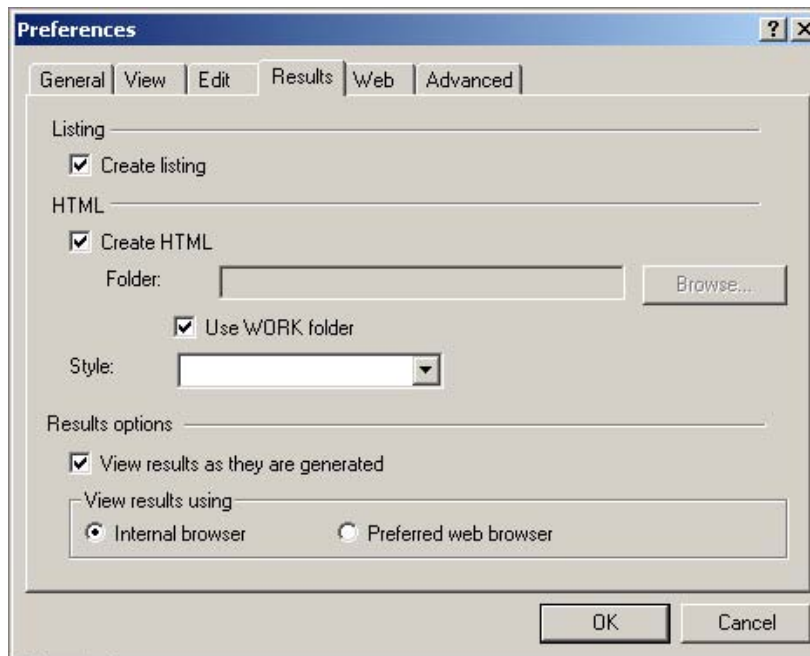 Preferences
General View Edit Results Web Advanced
Listing
Create listing
HTML
Create HTML
Folder: Browse...
Use WORK folder
Style:
Results options
View results as they are generated
View results using
Internal browser Preferred web browser
OK Cancel